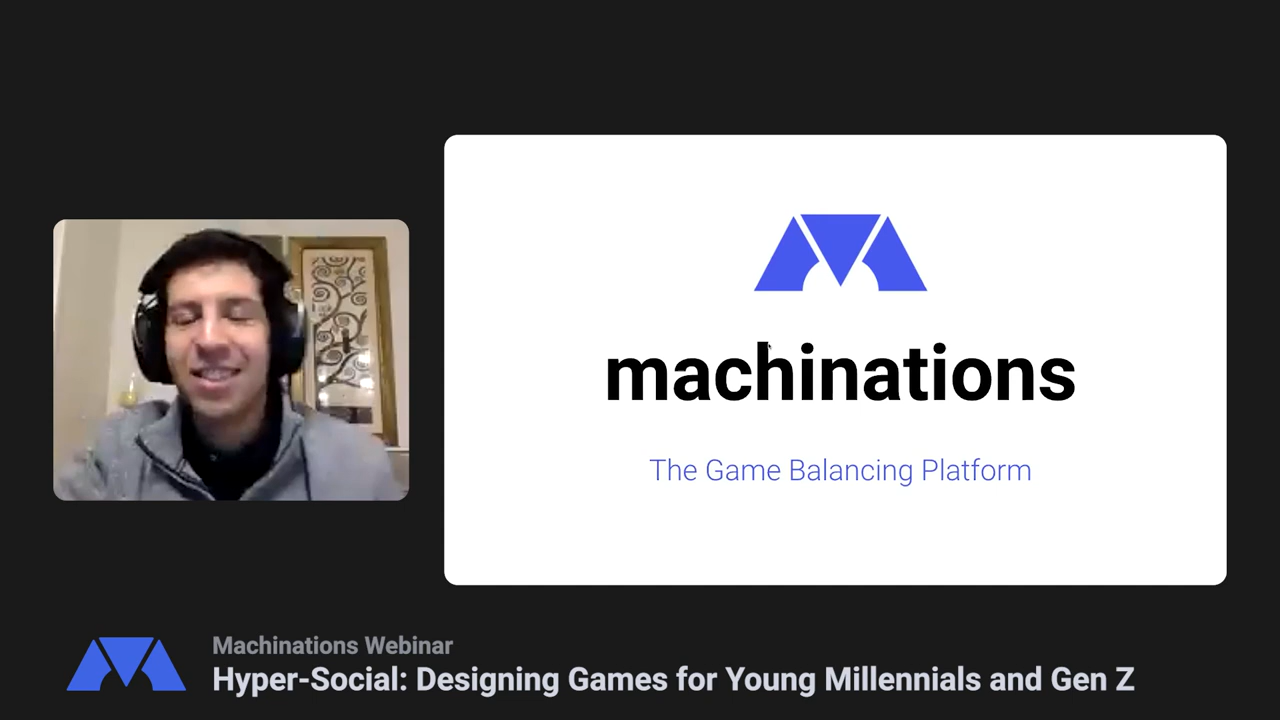 machinations
The Game Balancing Platform
Machinations Webinar
Hyper-Social: Designing Games for Young Millennials and Gen Z